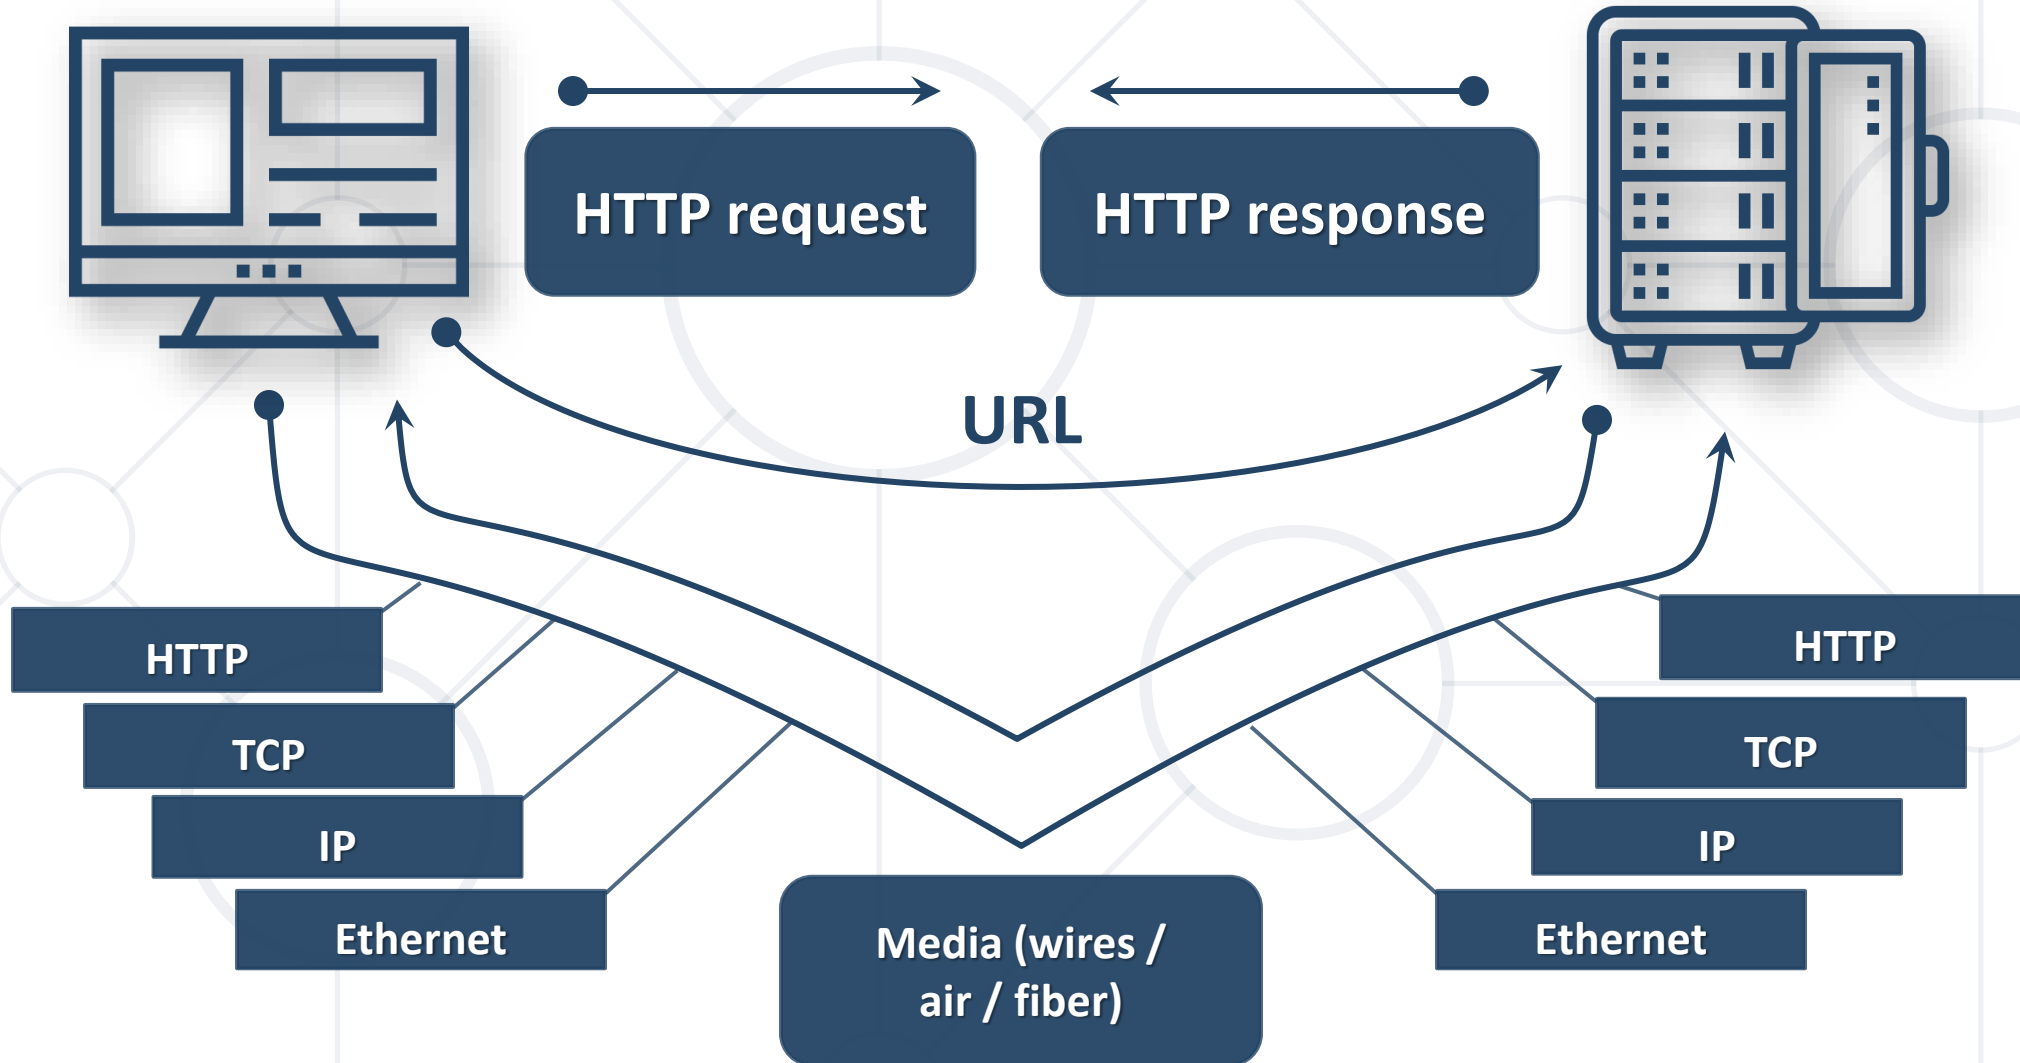 HTTP request
HTTP response
URL
HTTP
TCP
IP
Ethernet
Media (wires /
air / fiber)
HTTP
TCP
IP
Ethernet